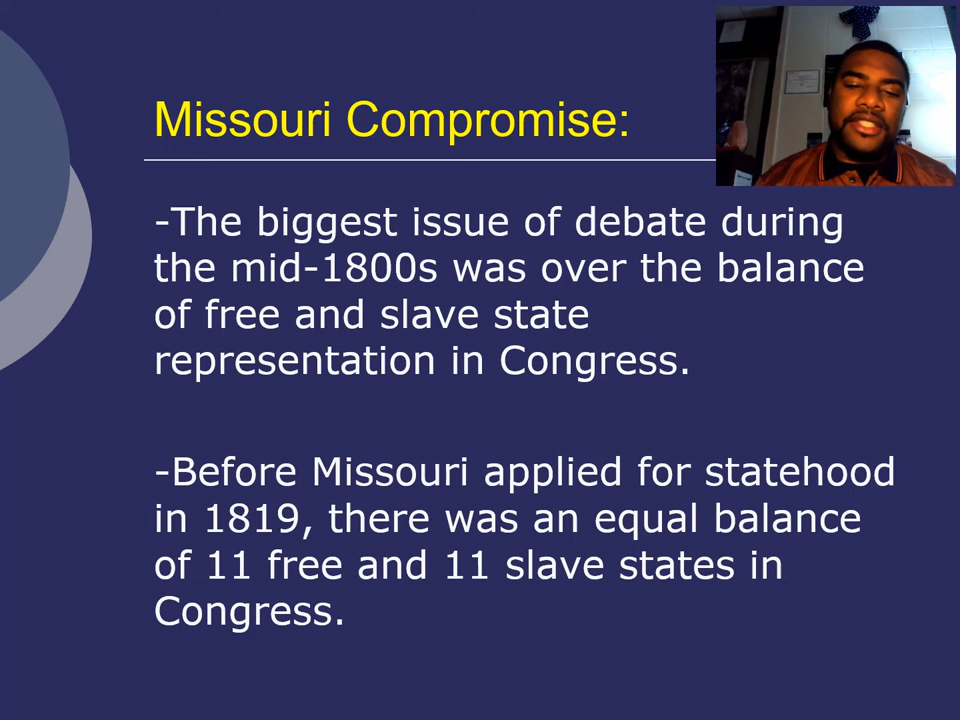 Missouri Compromise:
-The biggest issue of debate during
the mid-1800s was over the balance
of free and slave state
representation in Congress.
-Before Missouri applied for statehood
in 1819, there was an equal balance
of 11 free and 11 slave states in
Congress.